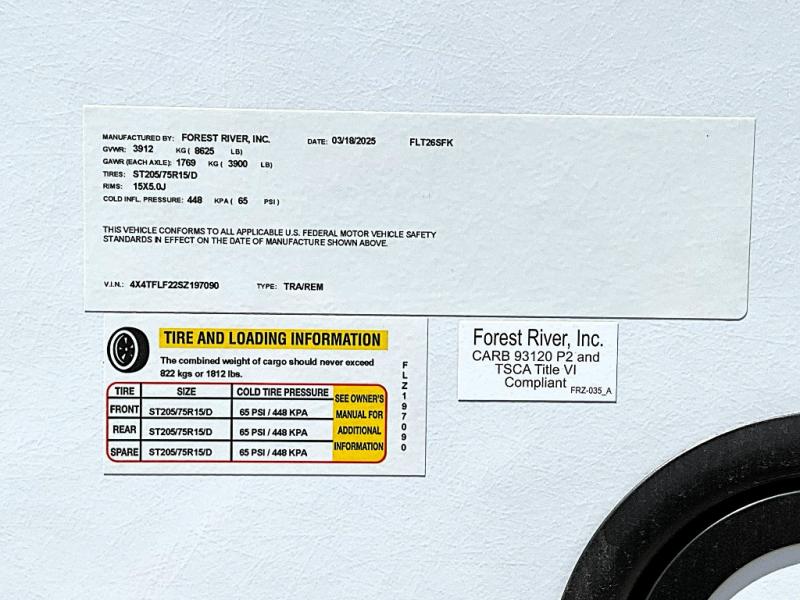 MANUFACTURED BY: FOREST RIVER, INC. DATE: 03/18/2025 FLT26SFK
GVWR: 3912 KG ( 8625 LB)
GAWR (EACH AXLE): 1769 KG ( 3900 LB)
TIRES: ST205/75R15/D
RIMS: 15X5.0J
COLD INFL. PRESSURE: 448 KPA ( 65 PSI )
THIS VEHICLE CONFORMS TO ALL APPLICABLE U.S. FEDERAL MOTOR VEHICLE SAFETY
STANDARDS IN EFFECT ON THE DATE OF MANUFACTURE SHOWN ABOVE.
V.I.N.: 4X4TFLF22SZ197090 TYPE: TRA/REM
TIRE AND LOADING INFORMATION
The combined weight of cargo should never exceed
822 kgs or 1812 lbs.
TIRE SIZE COLD TIRE PRESSURE
FRONT ST205/75R15/D 65 PSI / 448 KPA
REAR ST205/75R15/D 65 PSI / 448 KPA
SPARE ST205/75R15/D 65 PSI / 448 KPA
SEE OWNER'S
MANUAL FOR
ADDITIONAL
INFORMATION
FLZ197090
Forest River, Inc.
CARB 93120 P2 and
TSCA Title VI
Compliant
FRZ-035_A